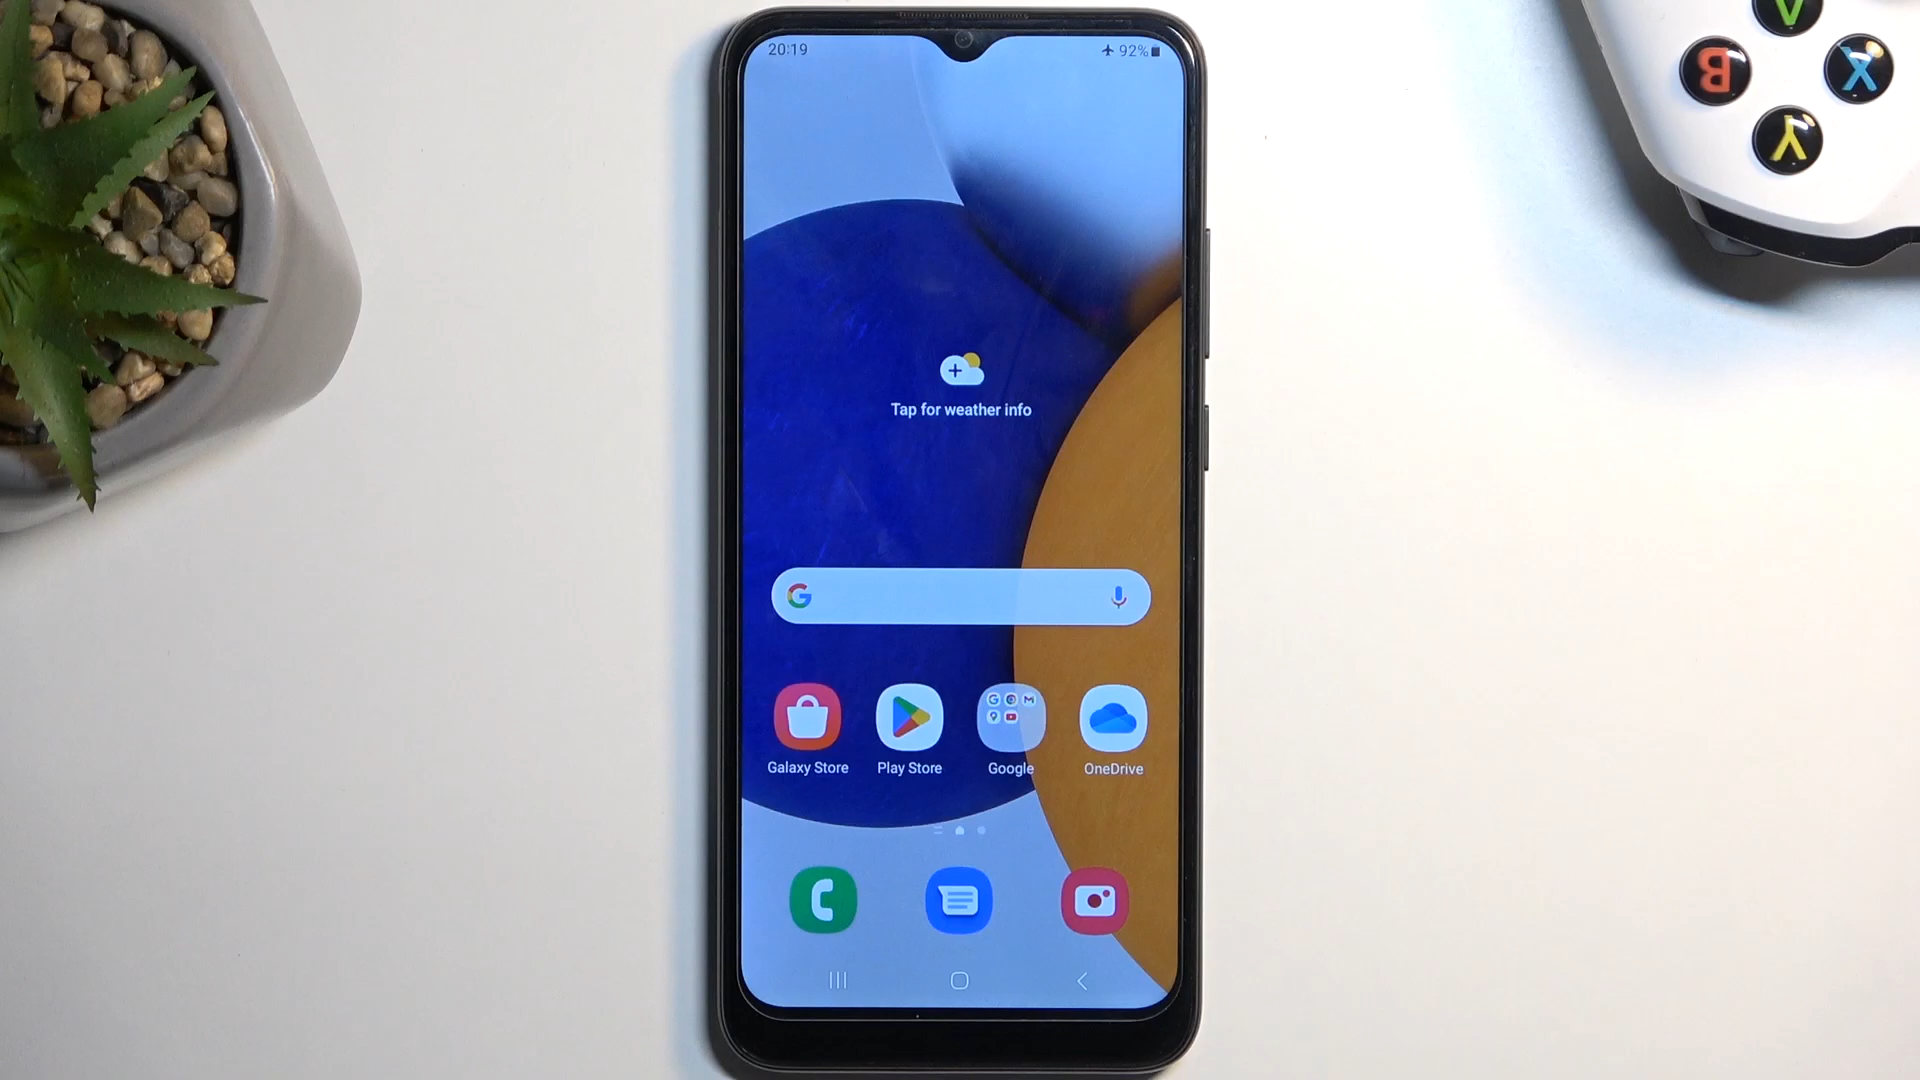 20:19
92%
Tap for weather info
G
Galaxy Store
Play Store
Google
OneDrive
A
B
X
Y